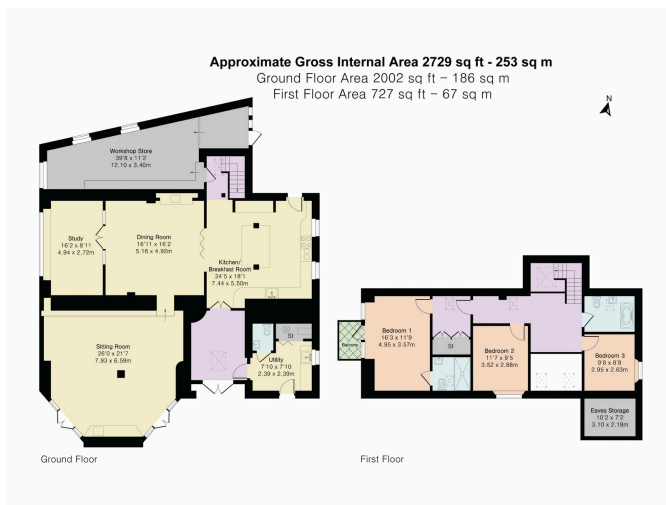 Approximate Gross Internal Area 2729 sq ft - 253 sq m
Ground Floor Area 2002 sq ft – 186 sq m
First Floor Area 727 sq ft – 67 sq m
N
Workshop Store
39'8 x 11'2
12.10 x 3.40m
Study
16'2 x 8'11
4.94 x 2.72m
Dining Room
16'11 x 16'2
5.16 x 4.92m
Kitchen/
Breakfast Room
24'5 x 18'1
7.44 x 5.50m
Sitting Room
26'0 x 21'7
7.93 x 6.59m
St
Utility
7'10 x 7'10
2.39 x 2.39m
Ground Floor
Balcony
Bedroom 1
16'3 x 11'9
4.95 x 3.57m
St
Bedroom 2
11'7 x 9'5
3.52 x 2.88m
Bedroom 3
9'8 x 8'8
2.95 x 2.63m
Eaves Storage
10'2 x 7'2
3.10 x 2.18m
First Floor